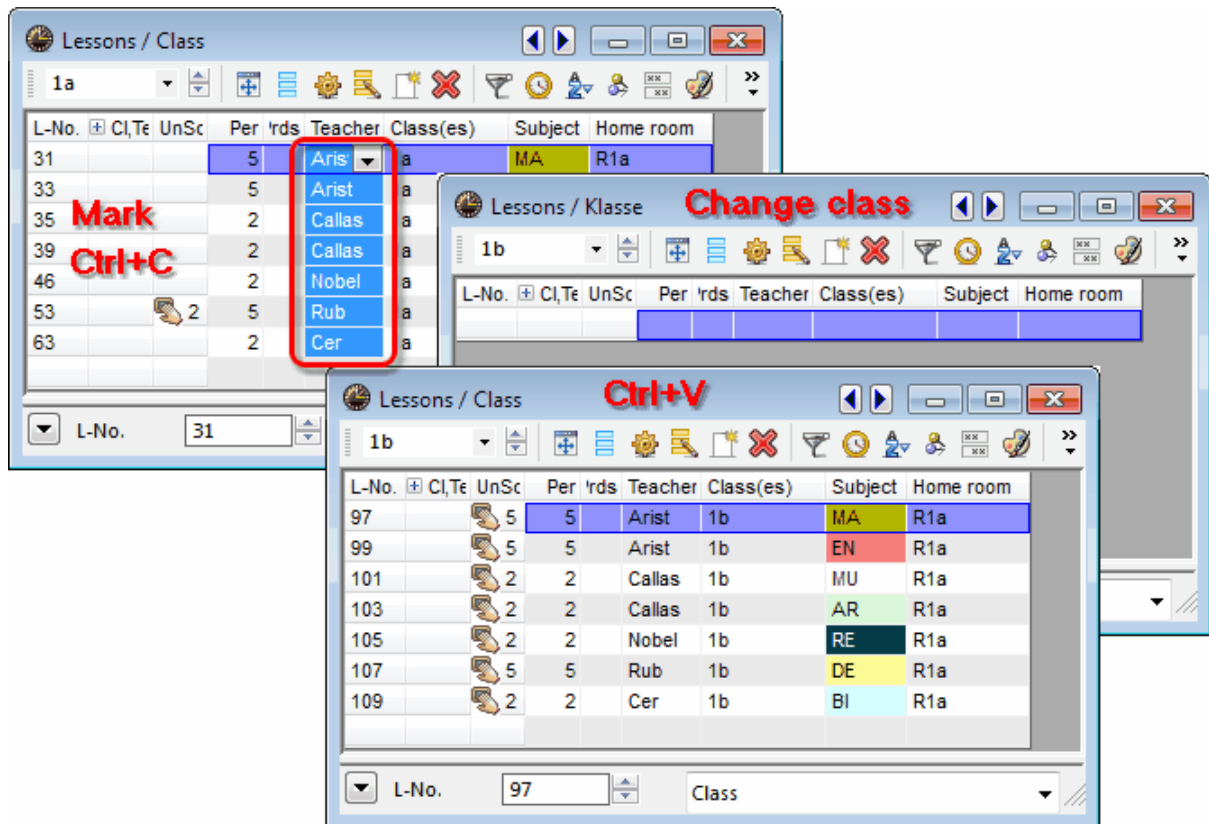 Lessons / Class
1a
L-No. Cl,Te UnSc Per 'rds Teacher Class(es) Subject Home room
31 5 Aris a MA R1a
33 5 Arist a
35 2 Callas a
39 2 Callas a
46 2 Nobel a
53 2 5 Rub a
63 2 Cer a
Mark
Ctrl+C
L-No. 31
Lessons / Klasse
Change class
1b
L-No. Cl,Te UnSc Per 'rds Teacher Class(es) Subject Home room
Lessons / Class
Ctrl+V
1b
L-No. Cl,Te UnSc Per 'rds Teacher Class(es) Subject Home room
97 5 5 Arist 1b MA R1a
99 5 5 Arist 1b EN R1a
101 2 2 Callas 1b MU R1a
103 2 2 Callas 1b AR R1a
105 2 2 Nobel 1b RE R1a
107 5 5 Rub 1b DE R1a
109 2 2 Cer 1b BI R1a
L-No. 97 Class